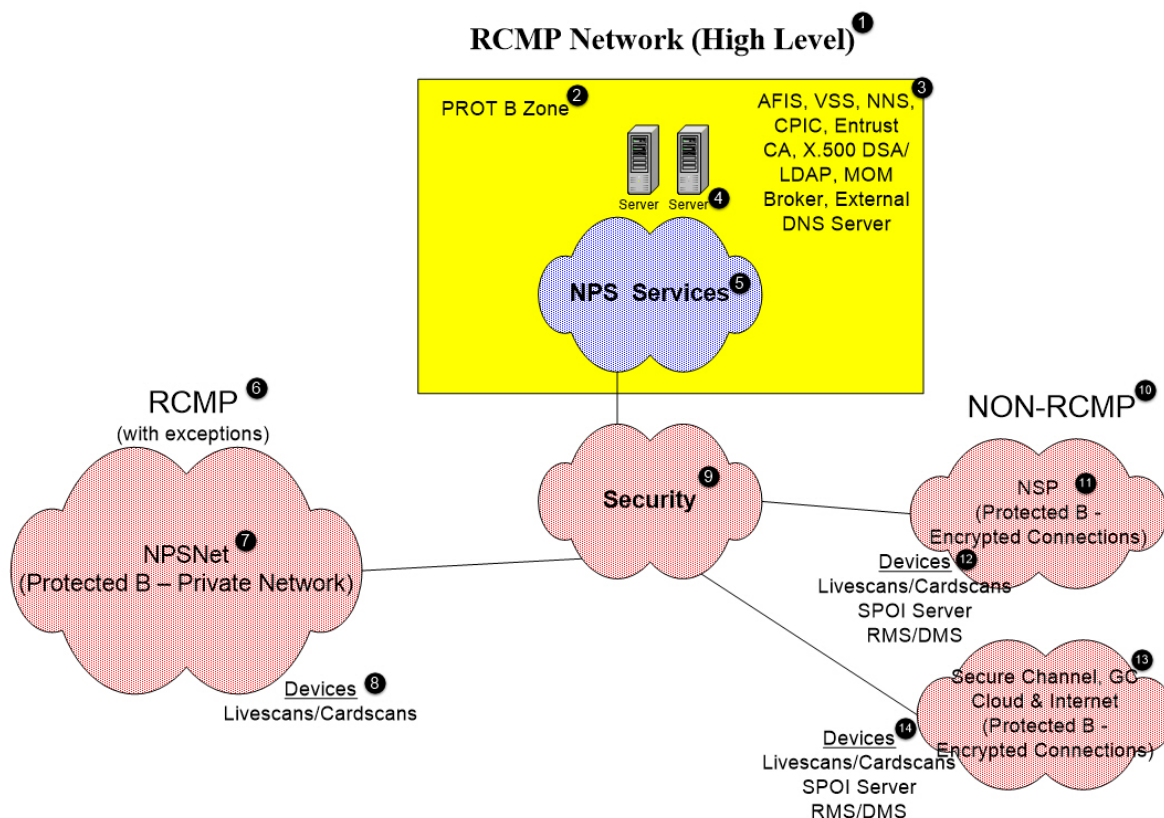 RCMP Network (High Level) 1
PROT B Zone 2
3
AFIS, VSS, NNS,
CPIC, Entrust
CA, X.500 DSA/
LDAP, MOM
Broker, External
DNS Server
Server Server 4
NPS Services 5
RCMP 6
(with exceptions)
NPSNet 7
(Protected B – Private Network)
Devices 8
Livescans/Cardscans
Security 9
NON-RCMP 10
NSP 11
(Protected B -
Encrypted Connections)
Devices 12
Livescans/Cardscans
SPOI Server
RMS/DMS
13
Secure Channel, GC
Cloud & Internet
(Protected B -
Encrypted Connections)
Devices 14
Livescans/Cardscans
SPOI Server
RMS/DMS